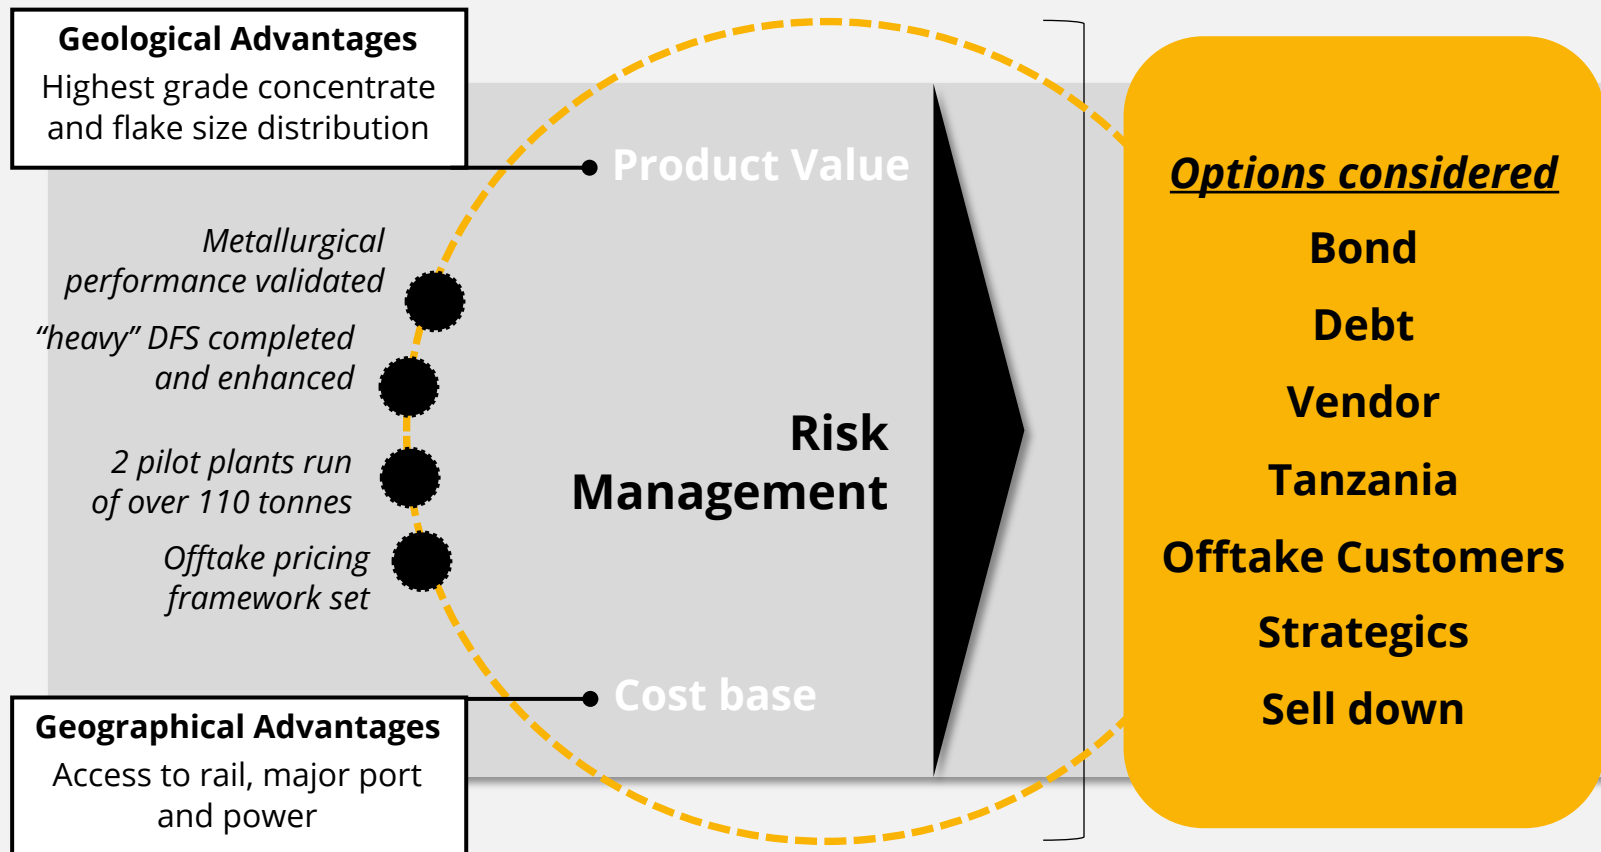 Geological Advantages
Highest grade concentrate
and flake size distribution
Product Value
Metallurgical
performance validated
“heavy” DFS completed
and enhanced
2 pilot plants run
of over 110 tonnes
Offtake pricing
framework set
Risk
Management
Cost base
Geographical Advantages
Access to rail, major port
and power
Options considered
Bond
Debt
Vendor
Tanzania
Offtake Customers
Strategics
Sell down